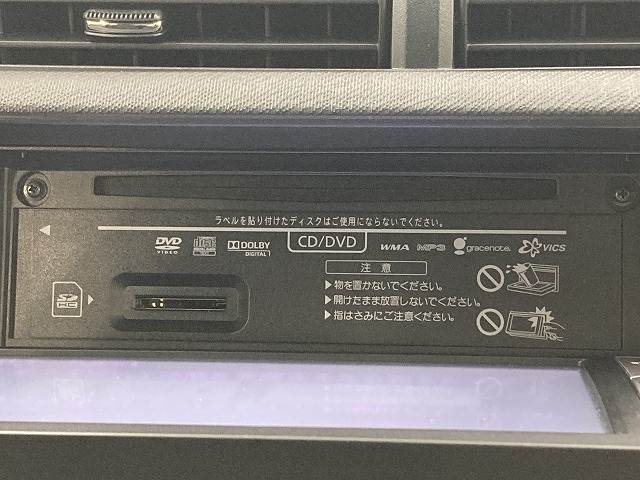 ラベルを貼り付けたディスクはご使用にならないでください。
DVD VIDEO COMPACT disc DOLBY DIGITAL CD/DVD WMA MP3 gracenote. VICS
注 意
▶物を置かないでください。
▶開けたまま放置しないでください。
▶指はさみにご注意ください。
SD HC